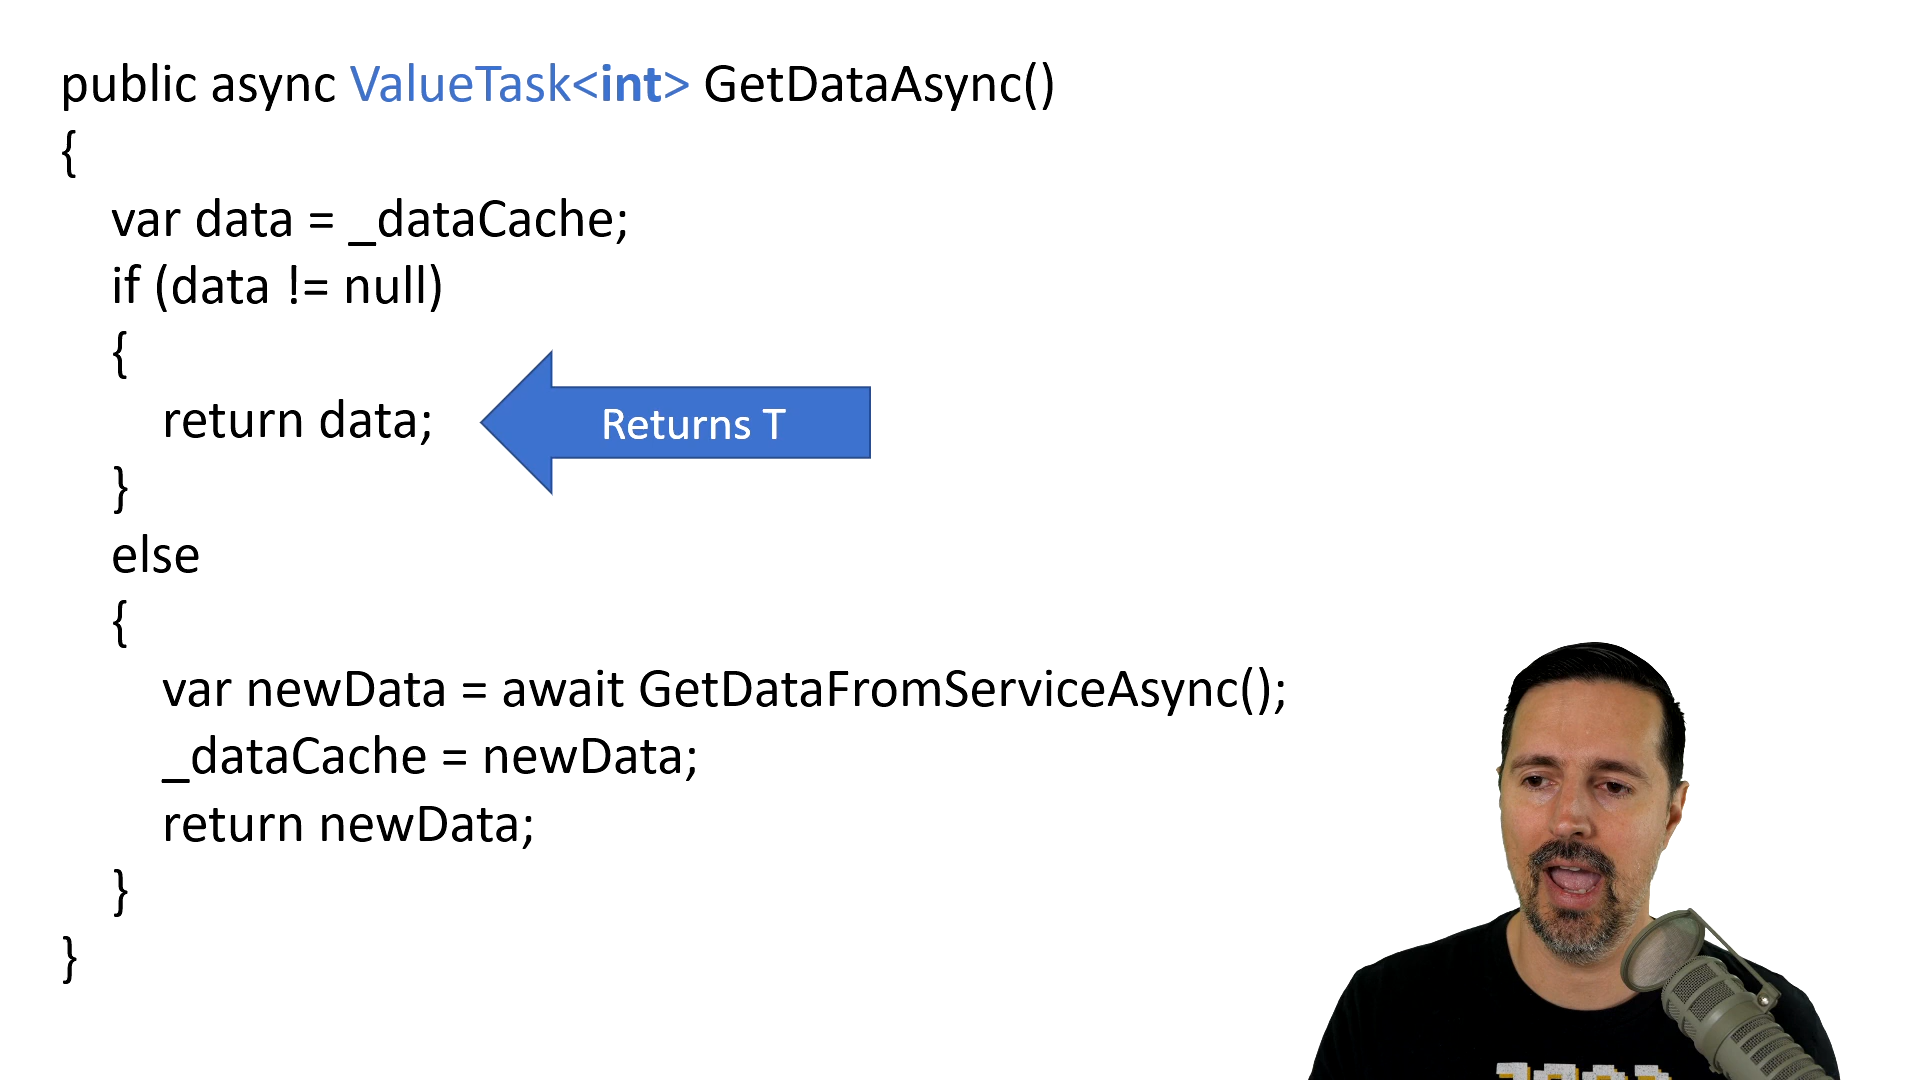 public async ValueTask<int> GetDataAsync()
{
var data = _dataCache;
if (data != null)
{
return data;
Returns T
}
else
{
var newData = await GetDataFromServiceAsync();
_dataCache = newData;
return newData;
}
}